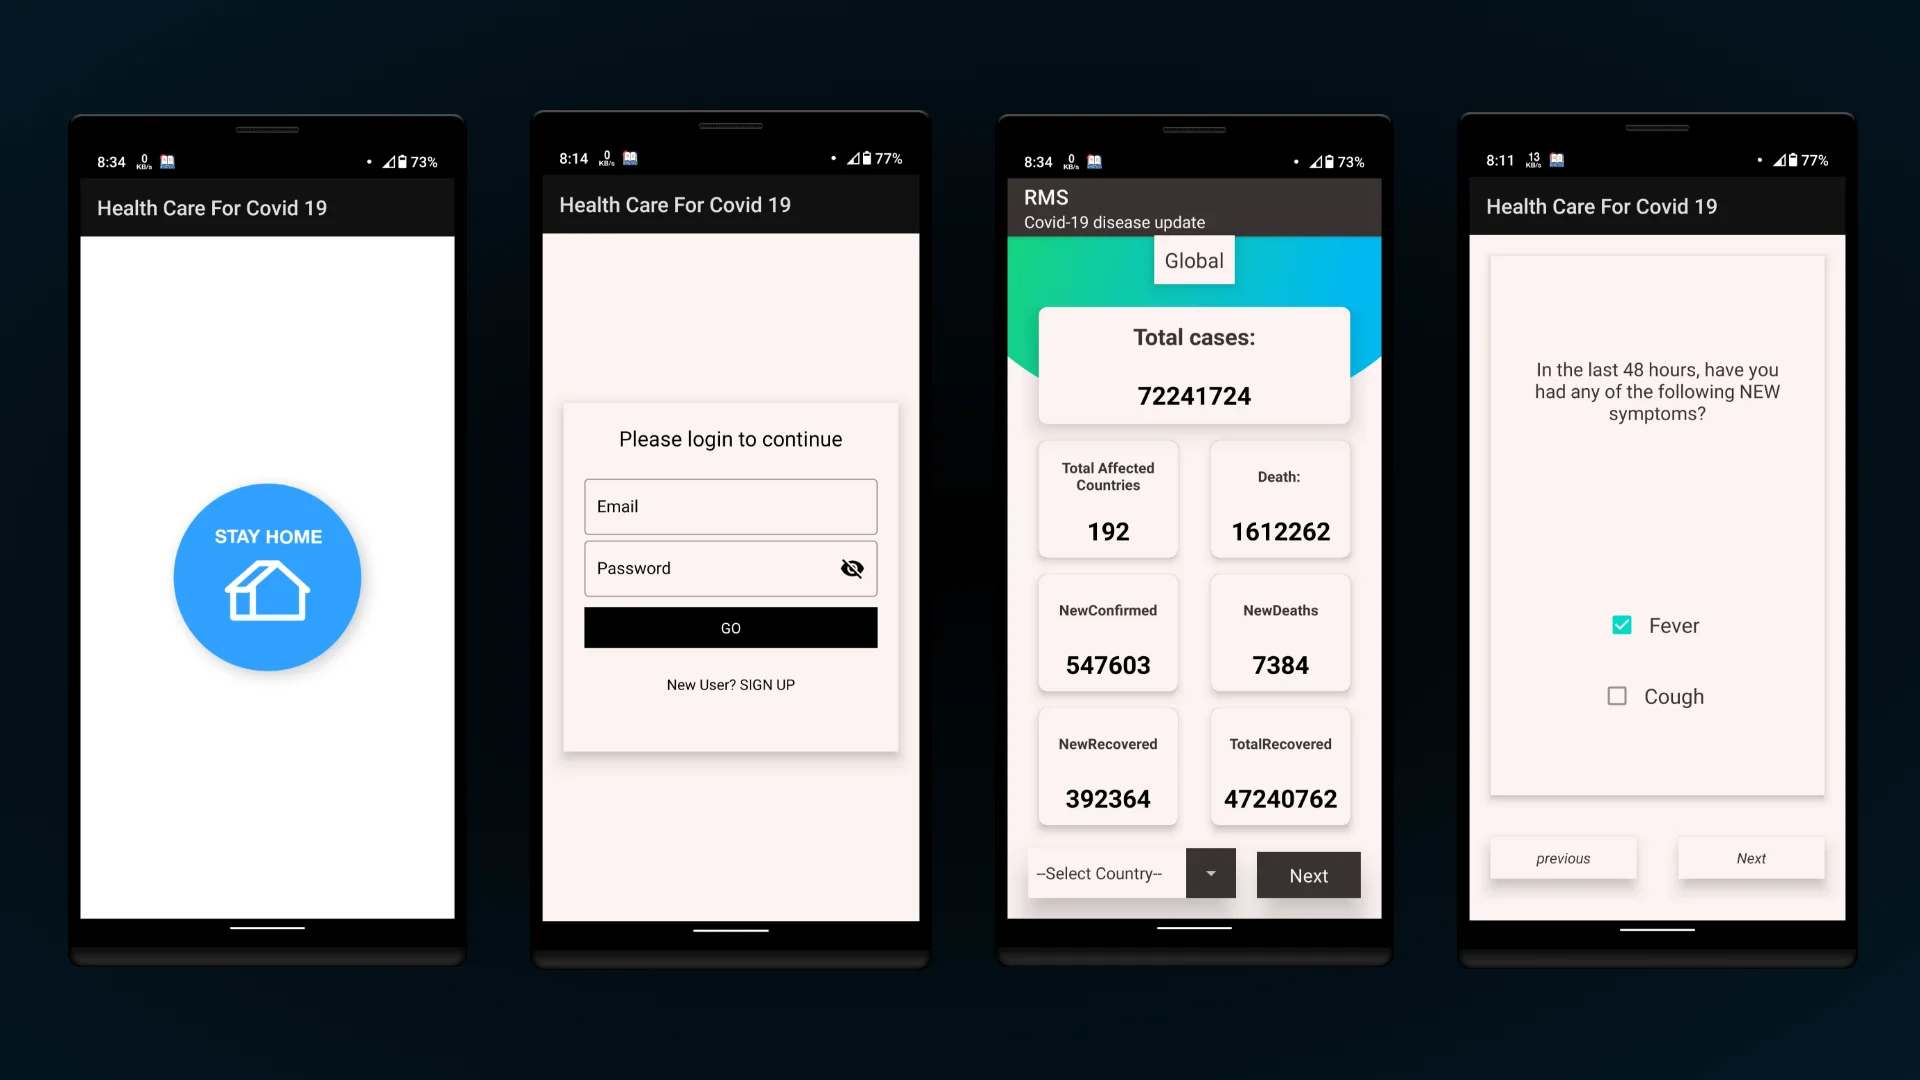 8:34 0 KB/s 73%
Health Care For Covid 19
STAY HOME
8:14 0 KB/s 77%
Health Care For Covid 19
Please login to continue
Email
Password
GO
New User? SIGN UP
8:34 0 KB/s 73%
RMS
Covid-19 disease update
Global
Total cases:
72241724
Total Affected
Countries
192
Death:
1612262
NewConfirmed
547603
NewDeaths
7384
NewRecovered
392364
TotalRecovered
47240762
--Select Country--
Next
8:11 13 KB/s 77%
Health Care For Covid 19
In the last 48 hours, have you
had any of the following NEW
symptoms?
Fever
Cough
previous
Next